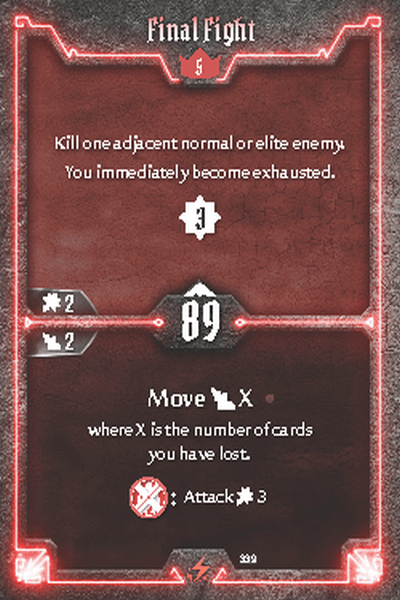 Final Fight
5
Kill one adjacent normal or elite enemy.
You immediately become exhausted.
3
2
89
2
Move X
where X is the number of cards
you have lost.
: Attack 3